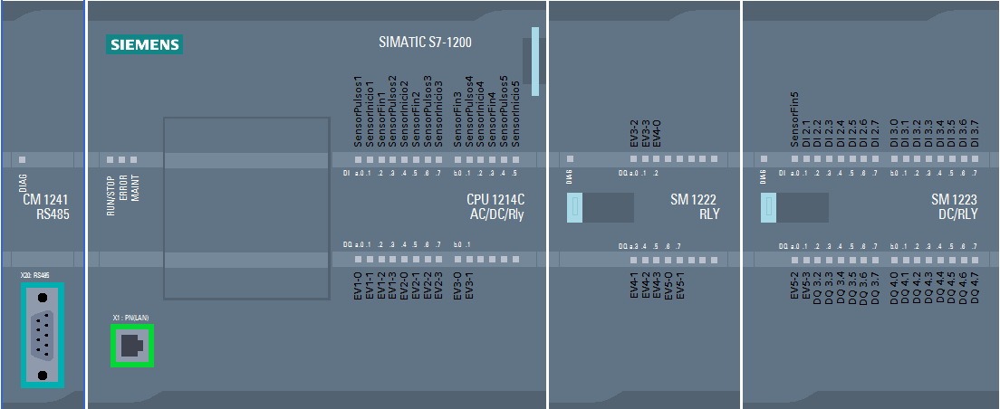 SIEMENS
SIMATIC S7-1200
SensorPulsos1
SensorInicio1
SensorFin1
SensorPulsos2
SensorInicio2
SensorFin2
SensorPulsos3
SensorInicio3
SensorFin3
SensorPulsos4
SensorInicio4
SensorFin4
SensorPulsos5
SensorInicio5
EV3-2
EV3-3
EV4-0
SensorFin5
DI 2.1
DI 2.2
DI 2.3
DI 2.4
DI 2.5
DI 2.6
DI 2.7
DI 3.0
DI 3.1
DI 3.2
DI 3.3
DI 3.4
DI 3.5
DI 3.6
DI 3.7
DIAG
RUN/STOP
ERROR
MAINT
DI a.0 .1 .2 .3 .4 .5 .6 .7 b.0 .1 .2 .3 .4 .5
DIAG
DQ a.0 .1 .2
DIAG
DI a.0 .1 .2 .3 .4 .5 .6 .7 b.0 .1 .2 .3 .4 .5 .6 .7
CM 1241
RS485
CPU 1214C
AC/DC/Rly
SM 1222
RLY
SM 1223
DC/RLY
DQ a.0 .1 .2 .3 .4 .5 .6 .7 b.0 .1
DQ a.3 .4 .5 .6 .7
DQ a.0 .1 .2 .3 .4 .5 .6 .7 b.0 .1 .2 .3 .4 .5 .6 .7
EV1-0
EV1-1
EV1-2
EV1-3
EV2-0
EV2-1
EV2-2
EV2-3
EV3-0
EV3-1
EV4-1
EV4-2
EV4-3
EV5-0
EV5-1
EV5-2
EV5-3
DQ 3.2
DQ 3.3
DQ 3.4
DQ 3.5
DQ 3.6
DQ 3.7
DQ 4.0
DQ 4.1
DQ 4.2
DQ 4.3
DQ 4.4
DQ 4.5
DQ 4.6
DQ 4.7
X20: RS485
X1 : PN(LAN)